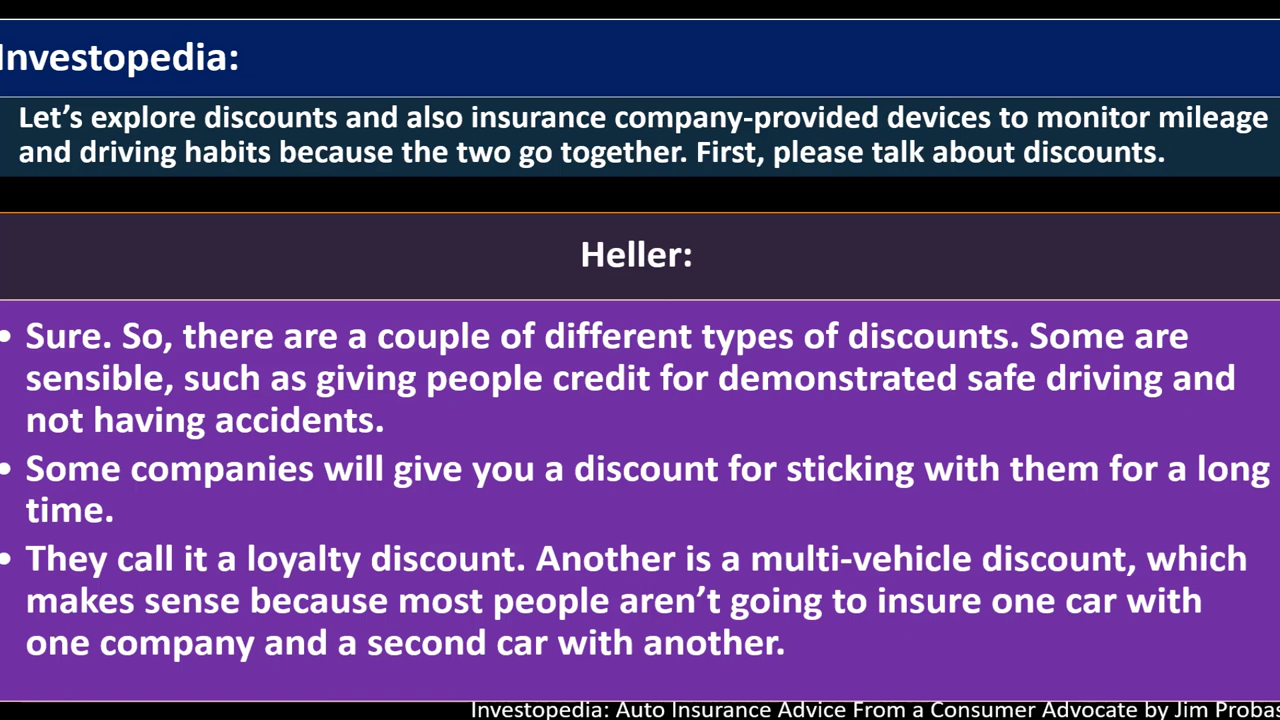 Investopedia:
Let’s explore discounts and also insurance company-provided devices to monitor mileage
and driving habits because the two go together. First, please talk about discounts.
Heller:
• Sure. So, there are a couple of different types of discounts. Some are
sensible, such as giving people credit for demonstrated safe driving and
not having accidents.
• Some companies will give you a discount for sticking with them for a long
time.
• They call it a loyalty discount. Another is a multi-vehicle discount, which
makes sense because most people aren’t going to insure one car with
one company and a second car with another.
Investopedia: Auto Insurance Advice From a Consumer Advocate by Jim Probas